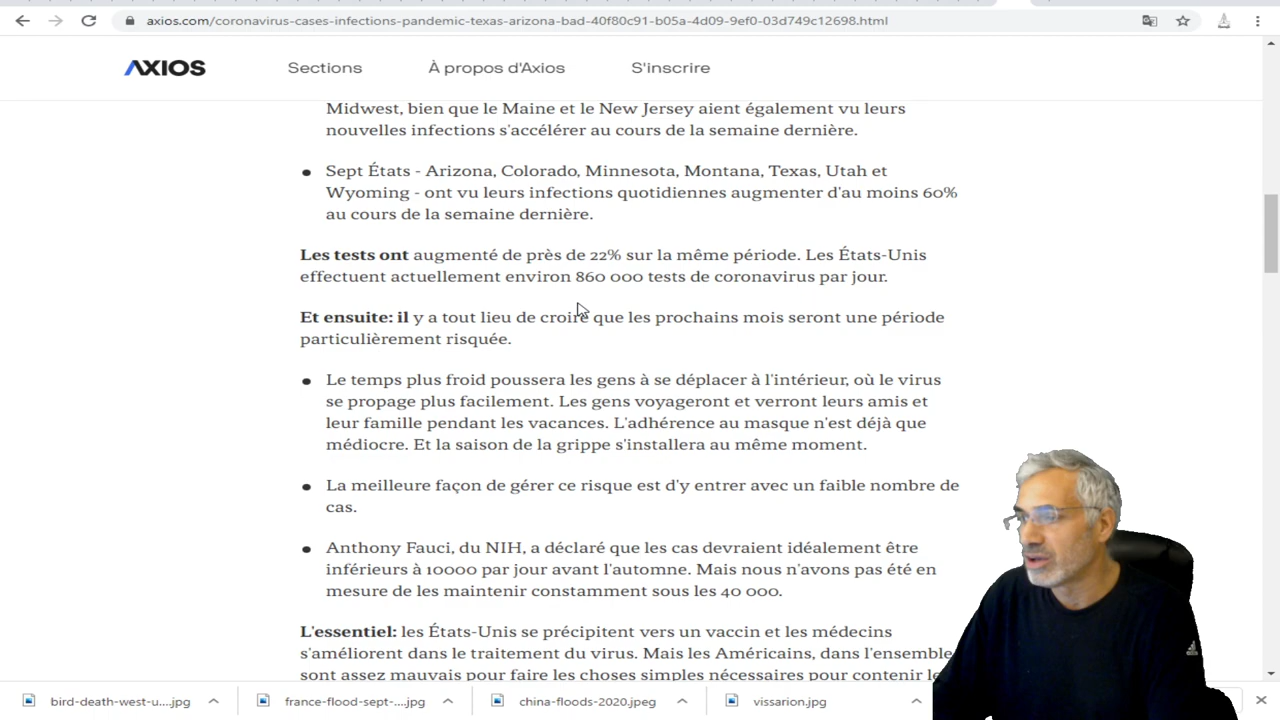 axios.com/coronavirus-cases-infections-pandemic-texas-arizona-bad-40f80c91-b05a-4d09-9ef0-03d749c12698.html
AXIOS Sections À propos d'Axios S'inscrire
Midwest, bien que le Maine et le New Jersey aient également vu leurs
nouvelles infections s'accélérer au cours de la semaine dernière.
● Sept États - Arizona, Colorado, Minnesota, Montana, Texas, Utah et
Wyoming - ont vu leurs infections quotidiennes augmenter d'au moins 60%
au cours de la semaine dernière.
Les tests ont augmenté de près de 22% sur la même période. Les États-Unis
effectuent actuellement environ 860 000 tests de coronavirus par jour.
Et ensuite: il y a tout lieu de croire que les prochains mois seront une période
particulièrement risquée.
● Le temps plus froid poussera les gens à se déplacer à l'intérieur, où le virus
se propage plus facilement. Les gens voyageront et verront leurs amis et
leur famille pendant les vacances. L'adhérence au masque n'est déjà que
médiocre. Et la saison de la grippe s'installera au même moment.
● La meilleure façon de gérer ce risque est d'y entrer avec un faible nombre de
cas.
● Anthony Fauci, du NIH, a déclaré que les cas devraient idéalement être
inférieurs à 10000 par jour avant l'automne. Mais nous n'avons pas été en
mesure de les maintenir constamment sous les 40 000.
L'essentiel: les États-Unis se précipitent vers un vaccin et les médecins
s'améliorent dans le traitement du virus. Mais les Américains, dans l'ensemble
sont assez mauvais pour faire les choses simples nécessaires pour contenir
bird-death-west-u....jpg france-flood-sept-....jpg china-floods-2020.jpeg vissarion.jpg